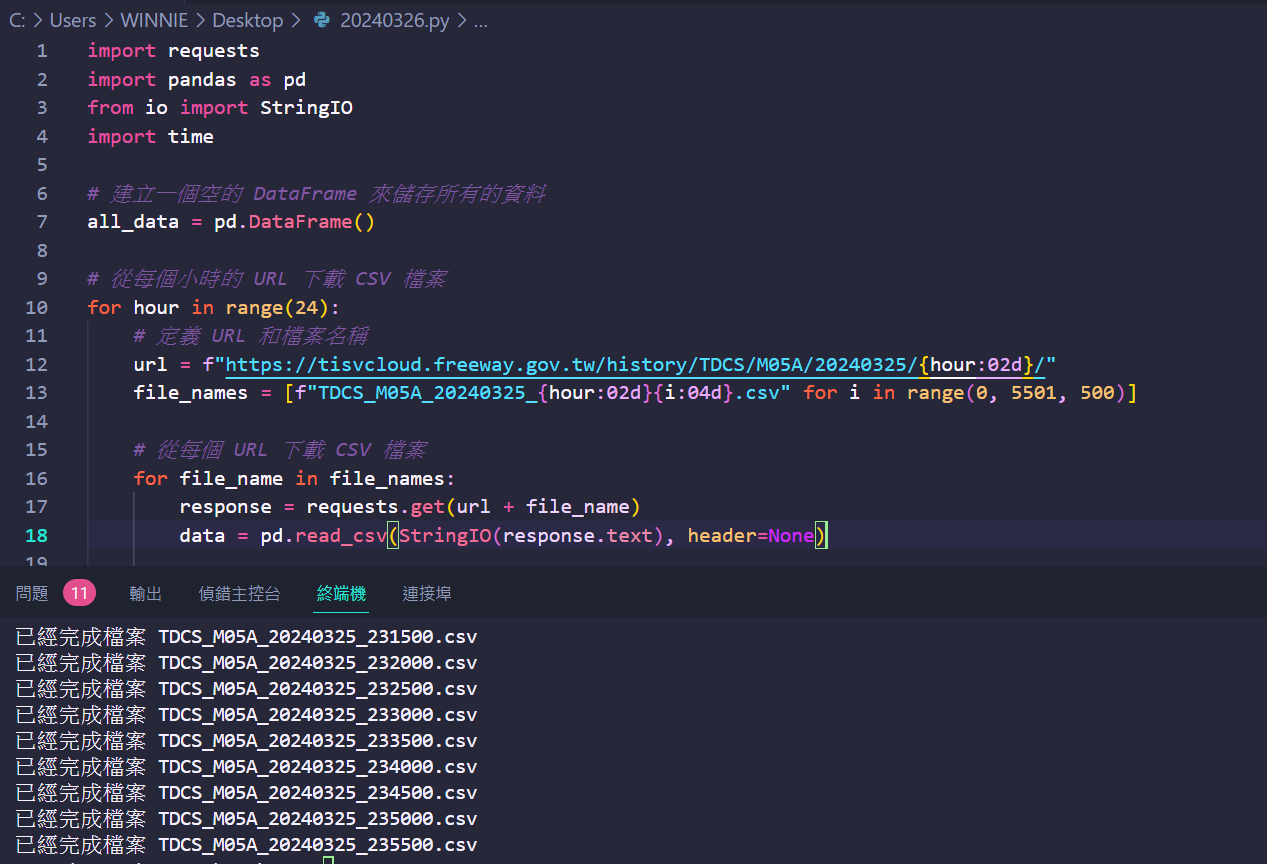 C: > Users > WINNIE > Desktop > 20240326.py > ...
1 import requests
2 import pandas as pd
3 from io import StringIO
4 import time
5
6 # 建立一個空的 DataFrame 來儲存所有的資料
7 all_data = pd.DataFrame()
8
9 # 從每個小時的 URL 下載 CSV 檔案
10 for hour in range(24):
11     # 定義 URL 和檔案名稱
12     url = f"https://tisvcloud.freeway.gov.tw/history/TDCS/M05A/20240325/{hour:02d}/"
13     file_names = [f"TDCS_M05A_20240325_{hour:02d}{i:04d}.csv" for i in range(0, 5501, 500)]
14
15     # 從每個 URL 下載 CSV 檔案
16     for file_name in file_names:
17         response = requests.get(url + file_name)
18         data = pd.read_csv(StringIO(response.text), header=None)
19
問題 11 輸出 偵錯主控台 終端機 連接埠
已經完成檔案 TDCS_M05A_20240325_231500.csv
已經完成檔案 TDCS_M05A_20240325_232000.csv
已經完成檔案 TDCS_M05A_20240325_232500.csv
已經完成檔案 TDCS_M05A_20240325_233000.csv
已經完成檔案 TDCS_M05A_20240325_233500.csv
已經完成檔案 TDCS_M05A_20240325_234000.csv
已經完成檔案 TDCS_M05A_20240325_234500.csv
已經完成檔案 TDCS_M05A_20240325_235000.csv
已經完成檔案 TDCS_M05A_20240325_235500.csv